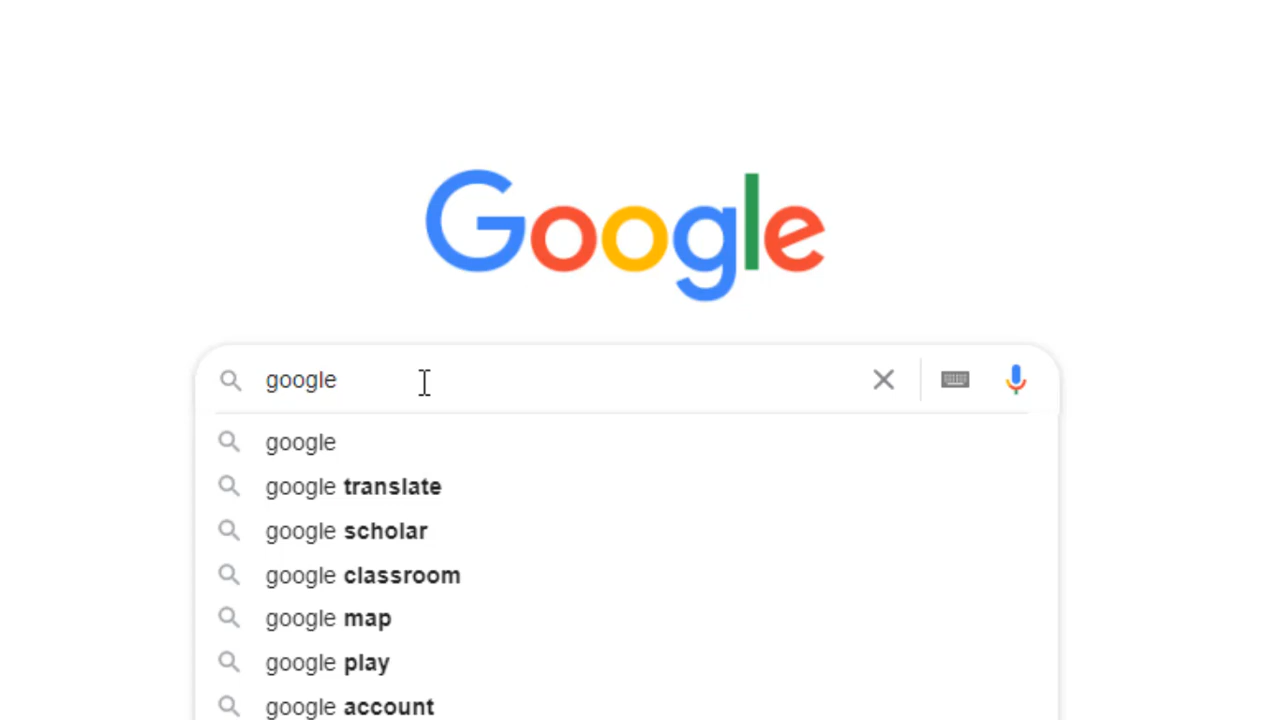 Google
google
google
google translate
google scholar
google classroom
google map
google play
google account